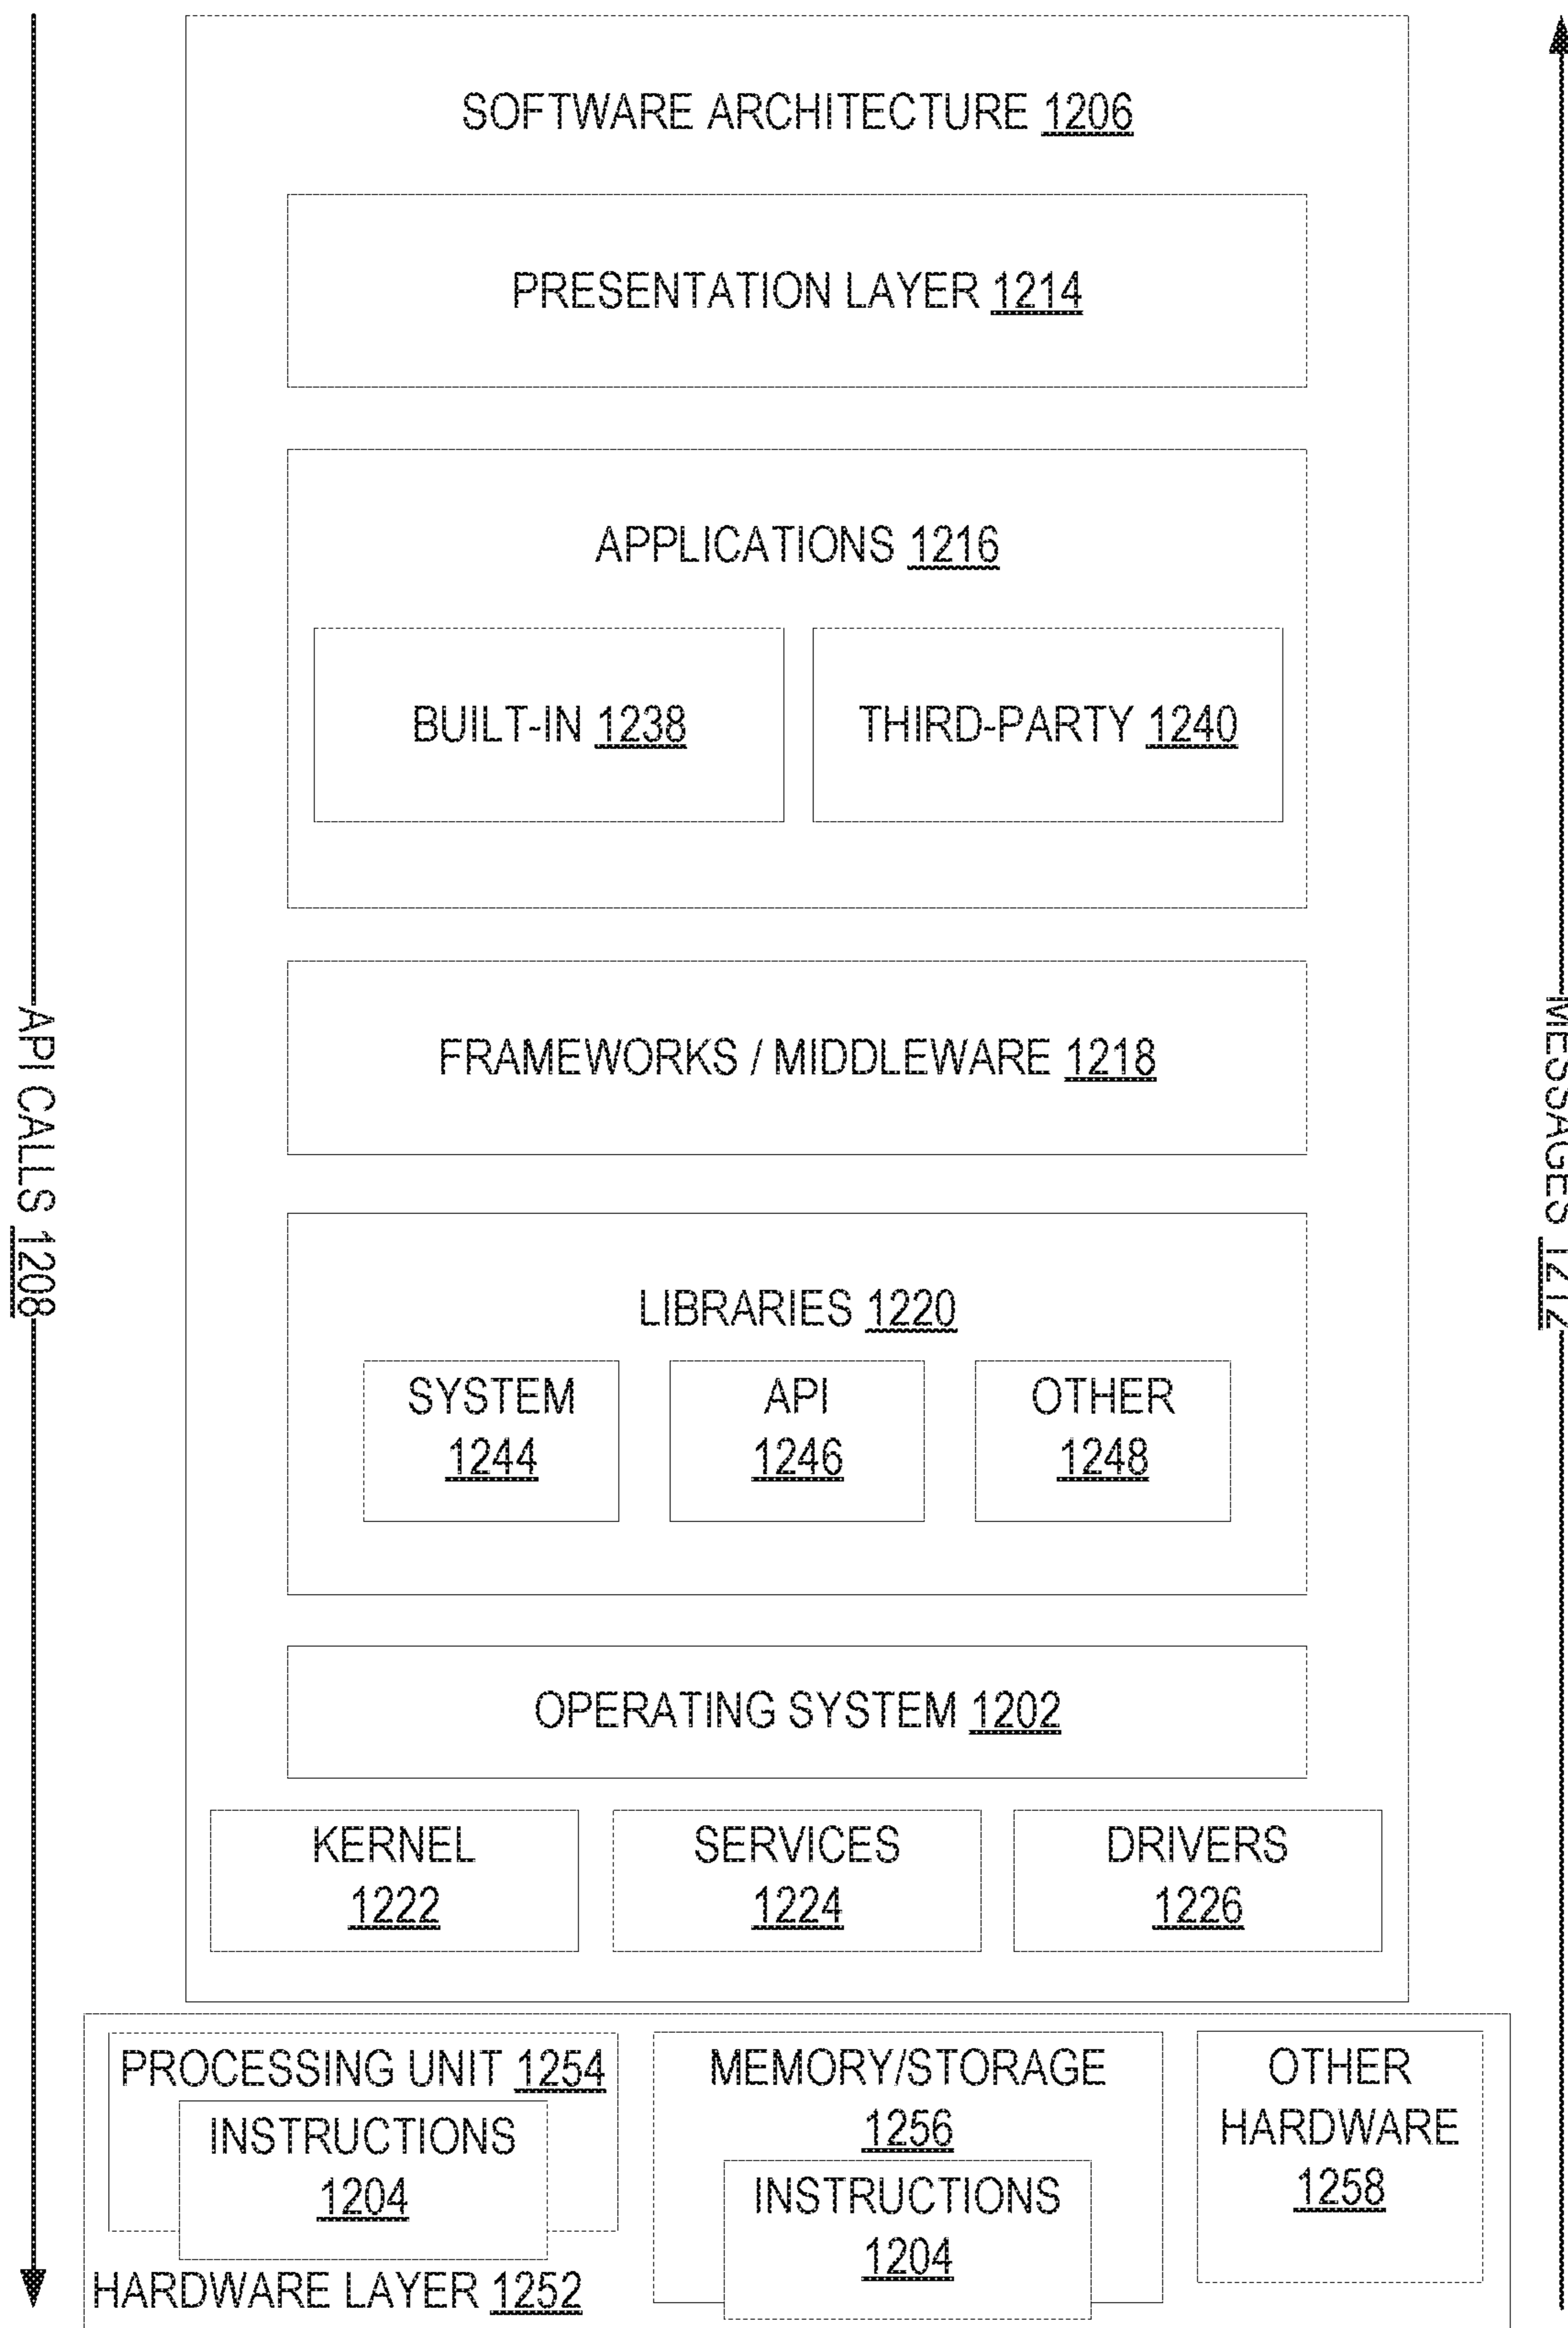 SOFTWARE ARCHITECTURE 1206
PRESENTATION LAYER 1214
APPLICATIONS 1216
BUILT-IN 1238
THIRD-PARTY 1240
FRAMEWORKS / MIDDLEWARE 1218
API CALLS 1208
MESSAGES 1212
LIBRARIES 1220
SYSTEM
1244
API
1246
OTHER
1248
OPERATING SYSTEM 1202
KERNEL
1222
SERVICES
1224
DRIVERS
1226
PROCESSING UNIT 1254
INSTRUCTIONS
1204
MEMORY/STORAGE
1256
INSTRUCTIONS
1204
OTHER
HARDWARE
1258
HARDWARE LAYER 1252